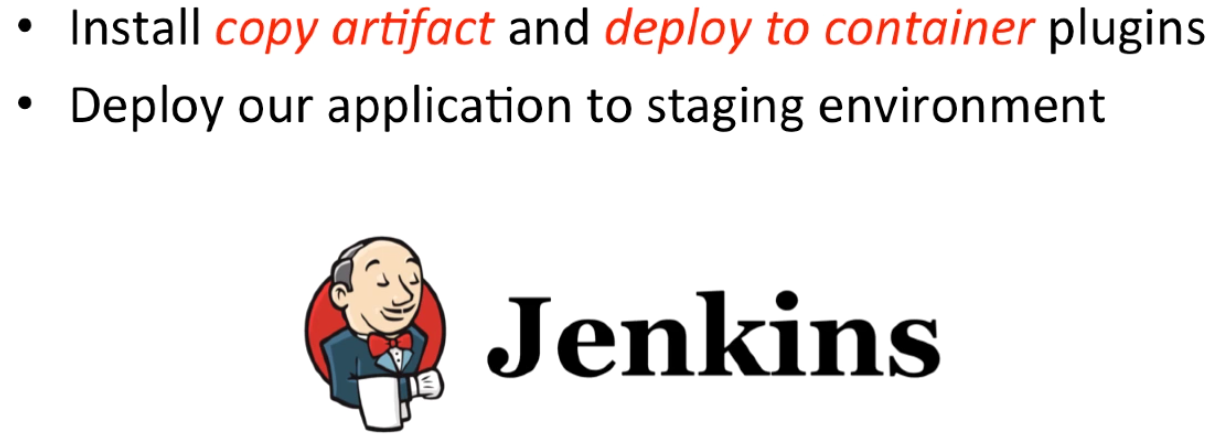 • Install copy artifact and deploy to container plugins
• Deploy our application to staging environment
Jenkins